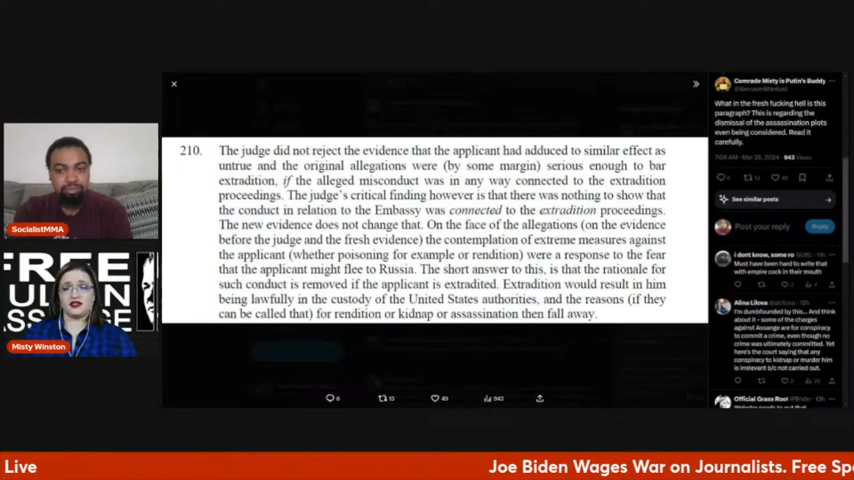 Comrade Misty is Putin's Buddy
@SarcasmStardust
What in the fresh fucking hell is this
paragraph? This is regarding the
dismissal of the assassination plots
even being considered. Read it
carefully.
7:59 AM · Mar 26, 2024 · 943 Views
6 13 45
See similar posts
Post your reply
Reply
i dont know, some ro
Must have been hard to write that
with empire cock in their mouth
Alina Lilova
I'm dumbfounded by this... And think
about it – some of the charges
against Assange are for conspiracy
to commit a crime, even though no
crime was ultimately committed. Yet
here's the court saying that any
conspiracy to kidnap or murder him
is irrelevant b/c not carried out.
Official Grass Root
210. The judge did not reject the evidence that the applicant had adduced to similar effect as
untrue and the original allegations were (by some margin) serious enough to bar
extradition, if the alleged misconduct was in any way connected to the extradition
proceedings. The judge's critical finding however is that there was nothing to show that
the conduct in relation to the Embassy was connected to the extradition proceedings.
The new evidence does not change that. On the face of the allegations (on the evidence
before the judge and the fresh evidence) the contemplation of extreme measures against
the applicant (whether poisoning for example or rendition) were a response to the fear
that the applicant might flee to Russia. The short answer to this, is that the rationale for
such conduct is removed if the applicant is extradited. Extradition would result in him
being lawfully in the custody of the United States authorities, and the reasons (if they
can be called that) for rendition or kidnap or assassination then fall away.
6 13 45 943
SocialistMMA
FREE
Misty Winston
Live
Joe Biden Wages War on Journalists. Free Spe